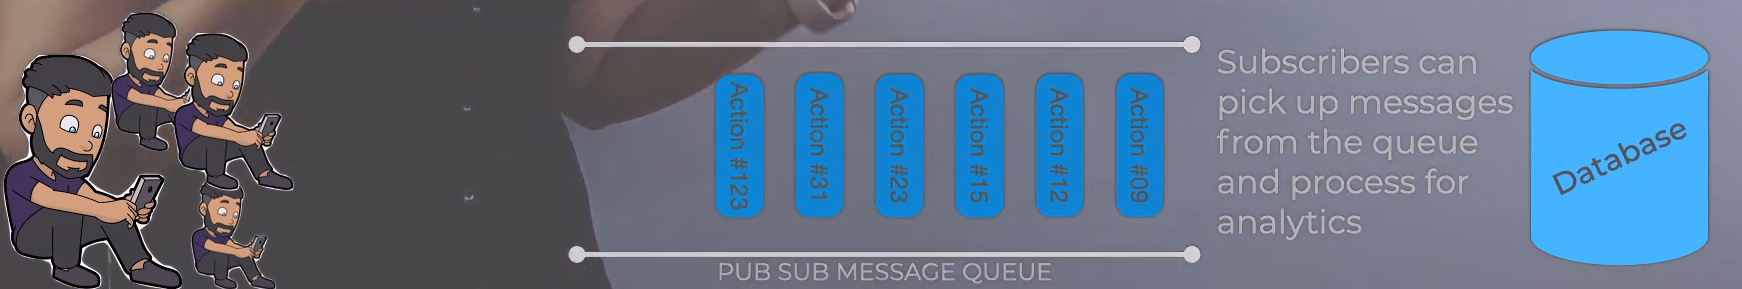 Action #123
Action #31
Action #23
Action #15
Action #12
Action #09
Subscribers can
pick up messages
from the queue
and process for
analytics
Database
PUB SUB MESSAGE QUEUE